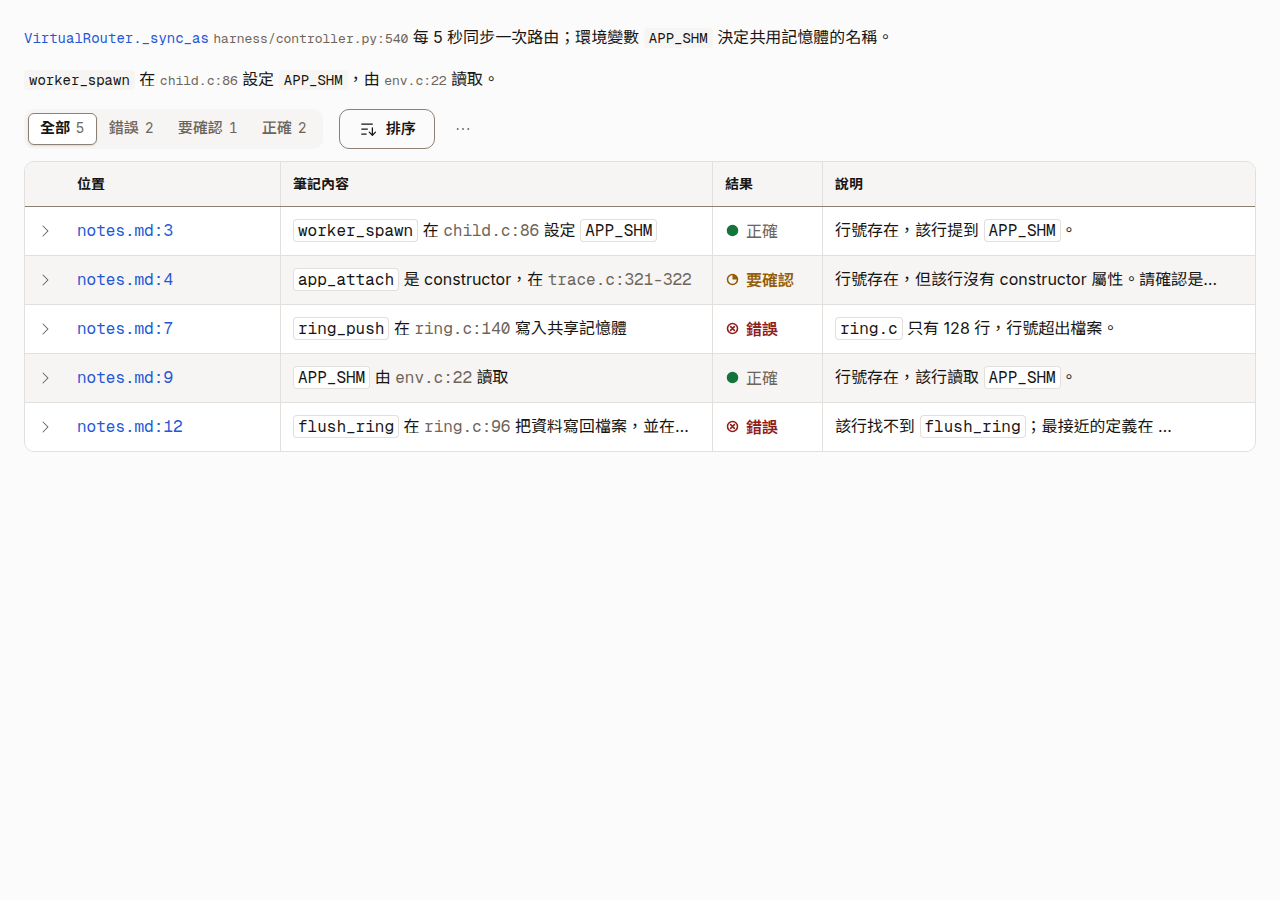 VirtualRouter._sync_as harness/controller.py:540 每 5 秒同步一次路由；環境變數 APP_SHM 決定共用記憶體的名稱。
worker_spawn 在 child.c:86 設定 APP_SHM，由 env.c:22 讀取。
全部 5 錯誤 2 要確認 1 正確 2 排序 ...
位置 筆記內容 結果 說明
notes.md:3 worker_spawn 在 child.c:86 設定 APP_SHM 正確 行號存在，該行提到 APP_SHM。
notes.md:4 app_attach 是 constructor，在 trace.c:321-322 要確認 行號存在，但該行沒有 constructor 屬性。請確認是...
notes.md:7 ring_push 在 ring.c:140 寫入共享記憶體 錯誤 ring.c 只有 128 行，行號超出檔案。
notes.md:9 APP_SHM 由 env.c:22 讀取 正確 行號存在，該行讀取 APP_SHM。
notes.md:12 flush_ring 在 ring.c:96 把資料寫回檔案，並在... 錯誤 該行找不到 flush_ring；最接近的定義在 ...